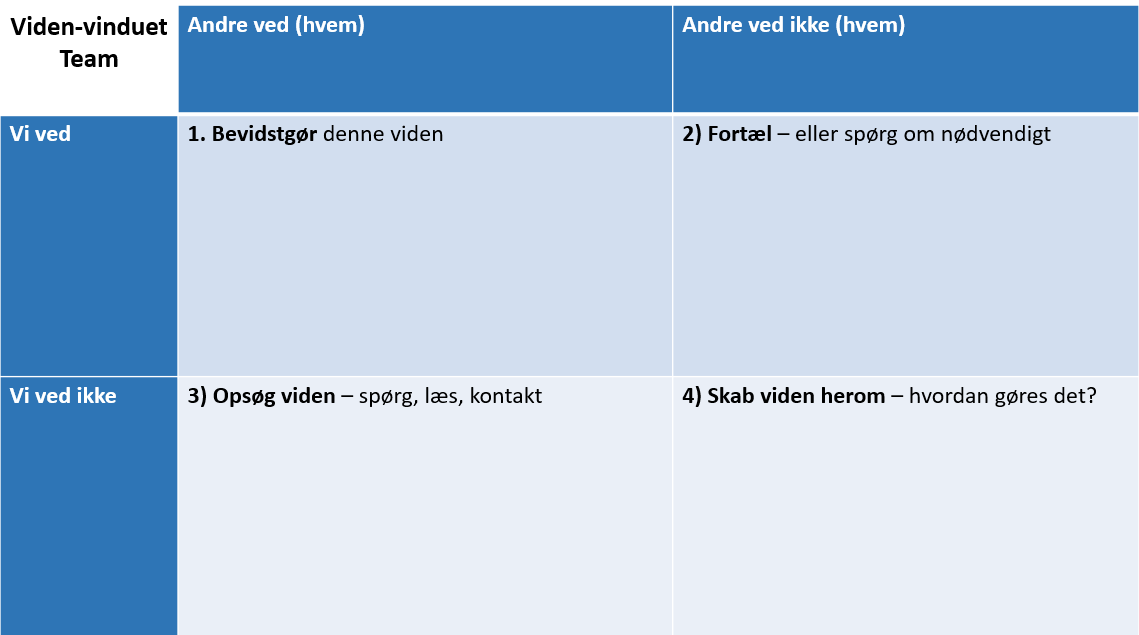 Viden-vinduet
Team
Andre ved (hvem)
Andre ved ikke (hvem)
Vi ved
1. Bevidstgør denne viden
2) Fortæl – eller spørg om nødvendigt
Vi ved ikke
3) Opsøg viden – spørg, læs, kontakt
4) Skab viden herom – hvordan gøres det?